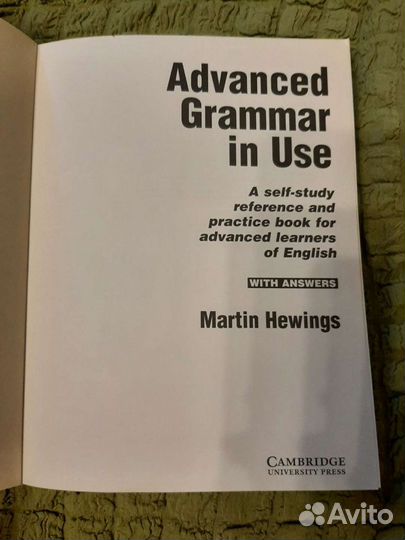 Advanced
Grammar
in Use
A self-study
reference and
practice book for
advanced learners
of English
WITH ANSWERS
Martin Hewings
CAMBRIDGE
UNIVERSITY PRESS
Avito